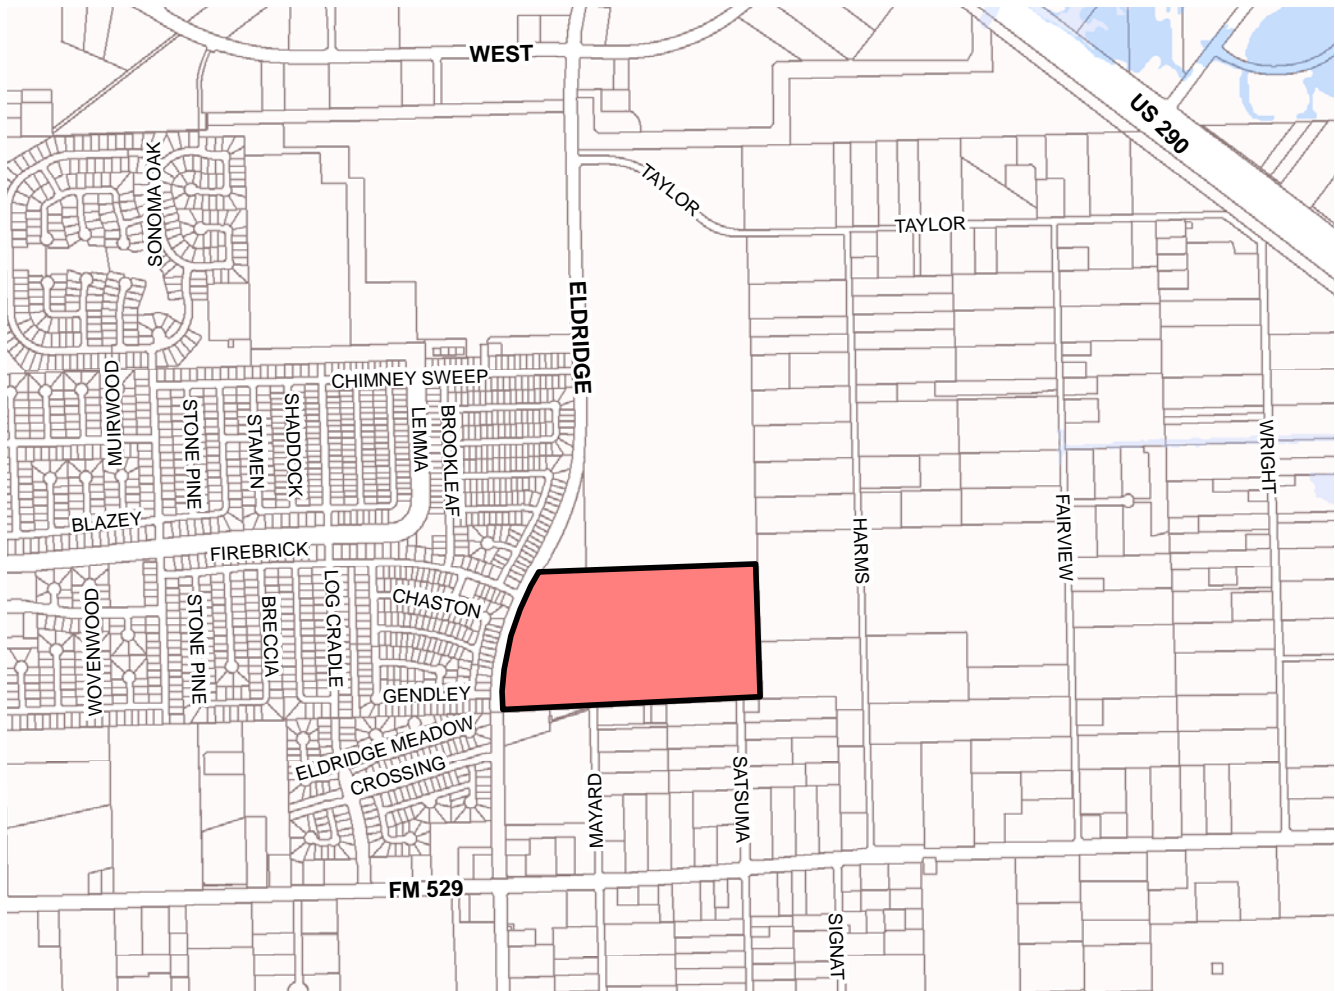 WEST
US 290
SONOMA OAK
TAYLOR
TAYLOR
ELDRIDGE
MUIRWOOD
CHIMNEY SWEEP
STONE PINE
STAMEN
SHADDOCK
LEMMA
BROOKLEAF
WRIGHT
BLAZEY
FIREBRICK
HARMS
FAIRVIEW
WOVENWOOD
STONE PINE
BRECCIA
LOG CRADLE
CHASTON
GENDLEY
ELDRIDGE MEADOW
CROSSING
MAYARD
SATSUMA
FM 529
SIGNAT